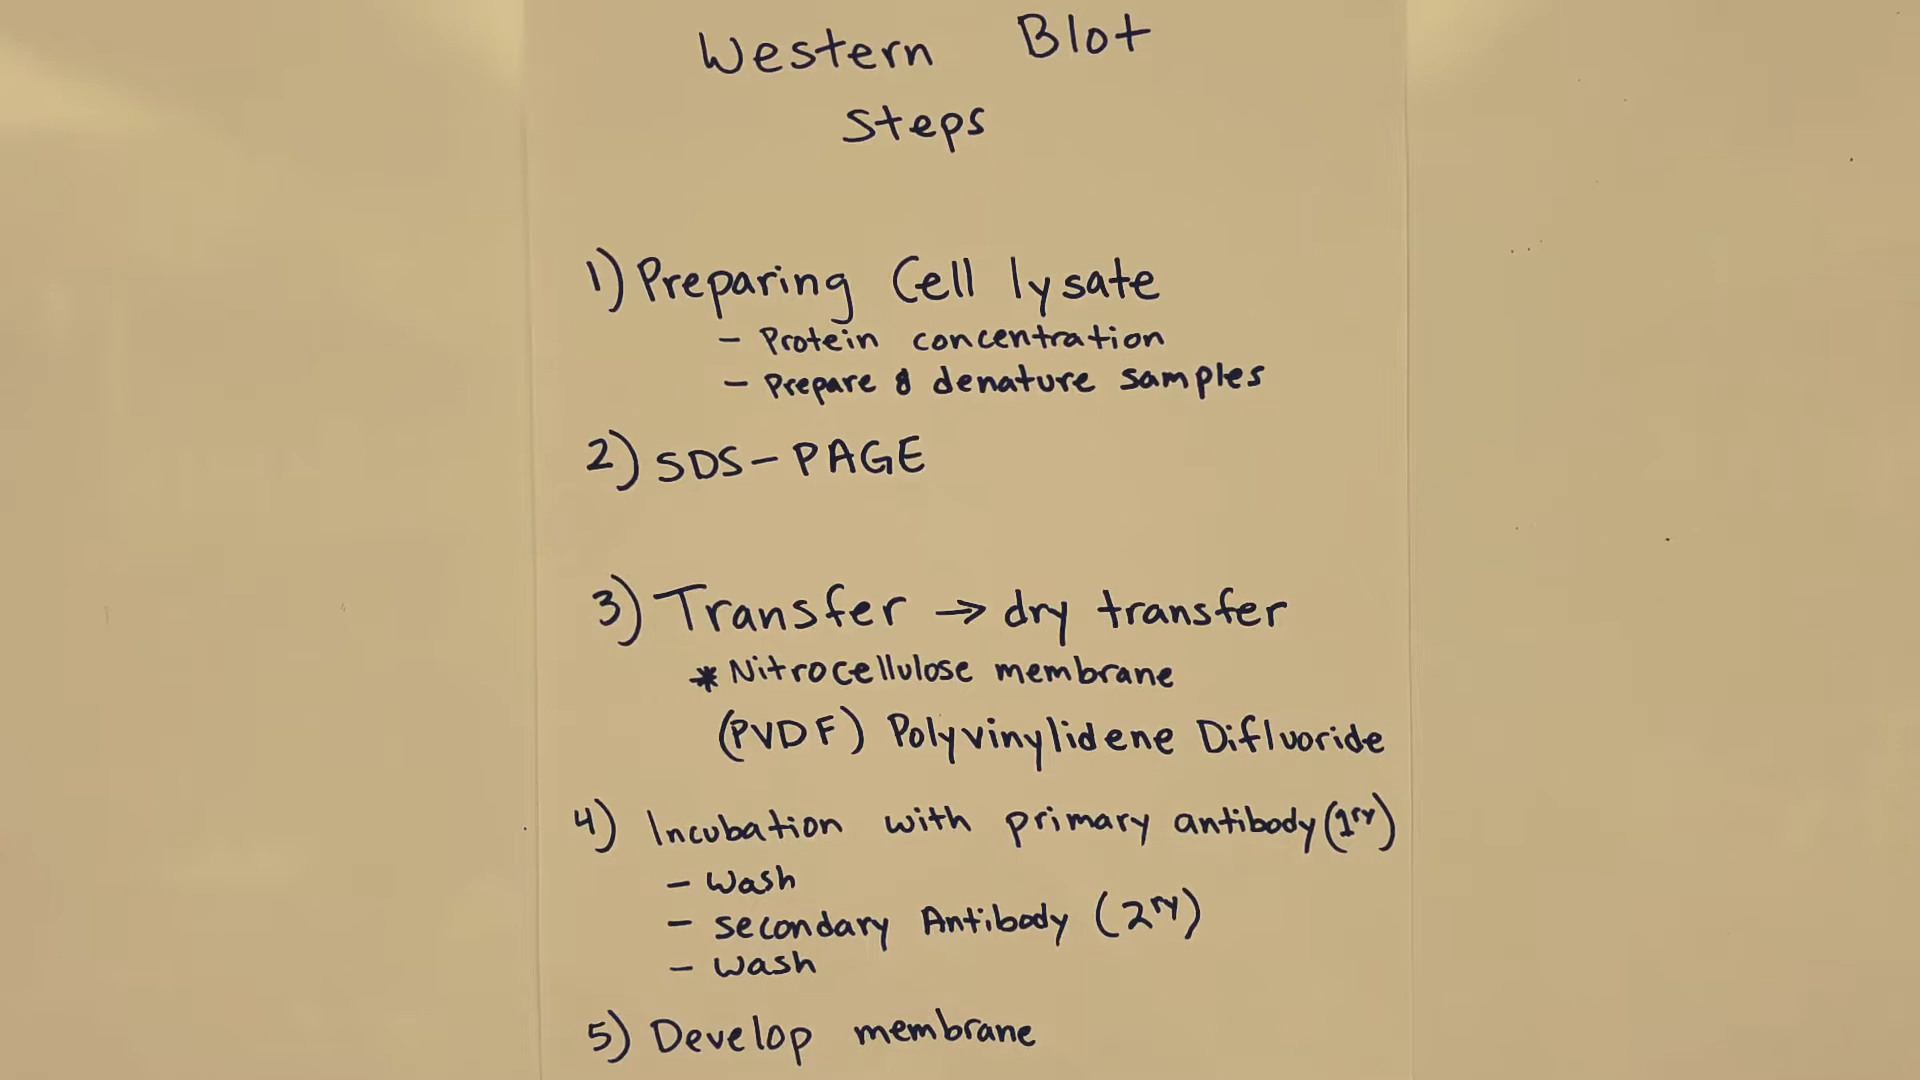 Western Blot
Steps
1) Preparing Cell lysate
- Protein concentration
- Prepare & denature samples
2) SDS-PAGE
3) Transfer → dry transfer
* Nitrocellulose membrane
(PVDF) Polyvinylidene Difluoride
4) Incubation with primary antibody (1ry)
- Wash
- secondary Antibody (2ry)
- Wash
5) Develop membrane